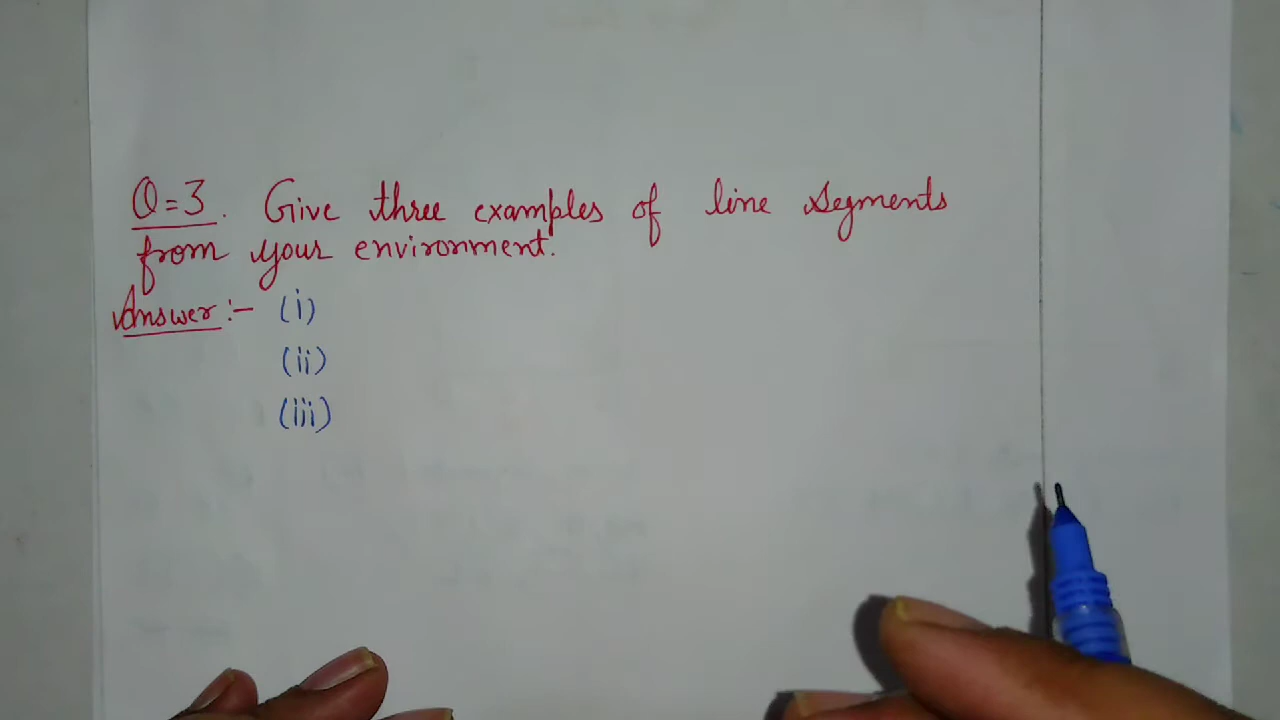 Q=3. Give three examples of line segments
from your environment.
Answer:- (i)
(ii)
(iii)